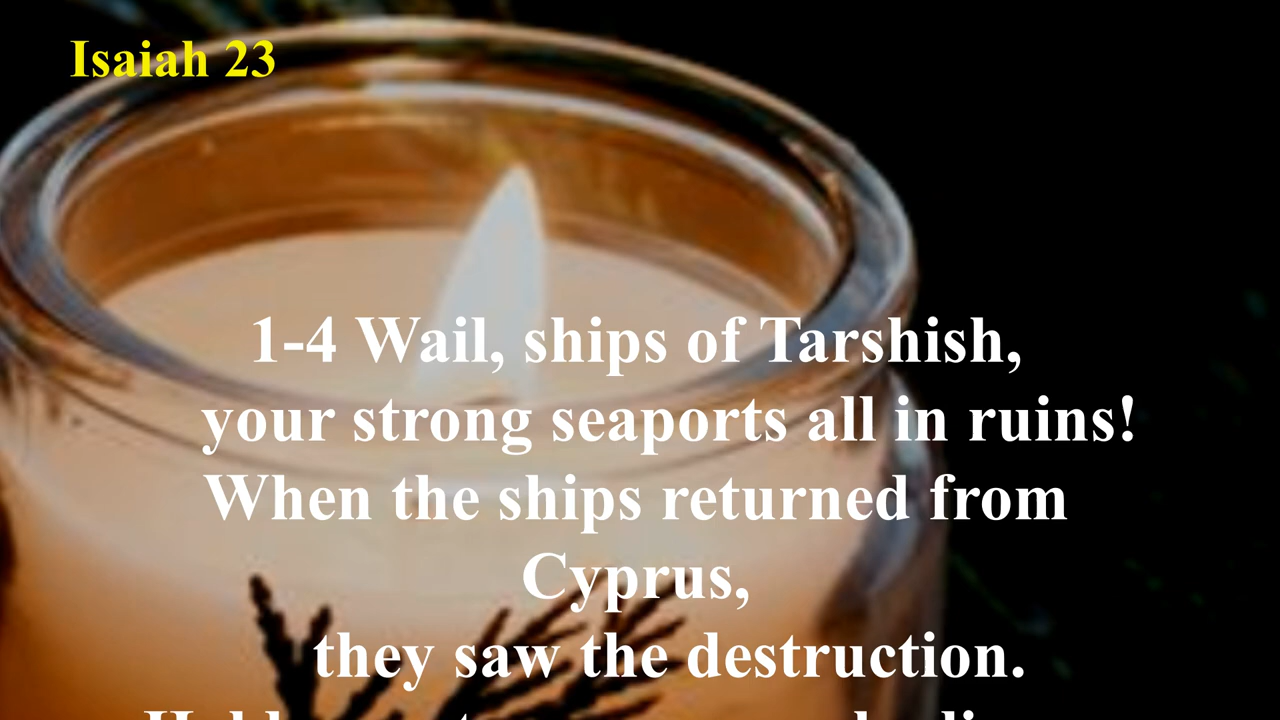 Isaiah 23
1-4 Wail, ships of Tarshish,
your strong seaports all in ruins!
When the ships returned from
Cyprus,
they saw the destruction.